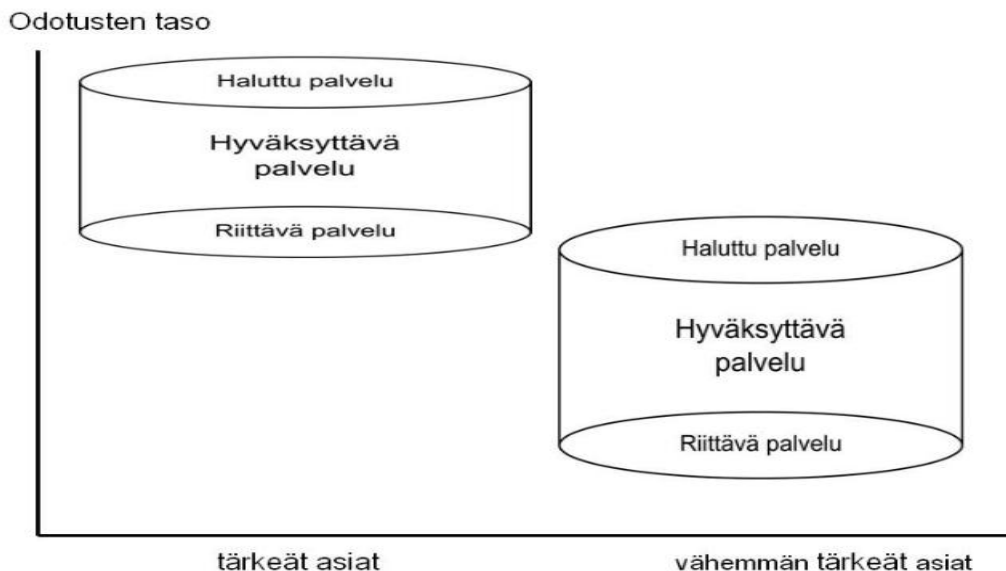 Odotusten taso
Haluttu palvelu
Hyväksyttävä
palvelu
Riittävä palvelu
Haluttu palvelu
Hyväksyttävä
palvelu
Riittävä palvelu
tärkeät asiat
vähemmän tärkeät asiat